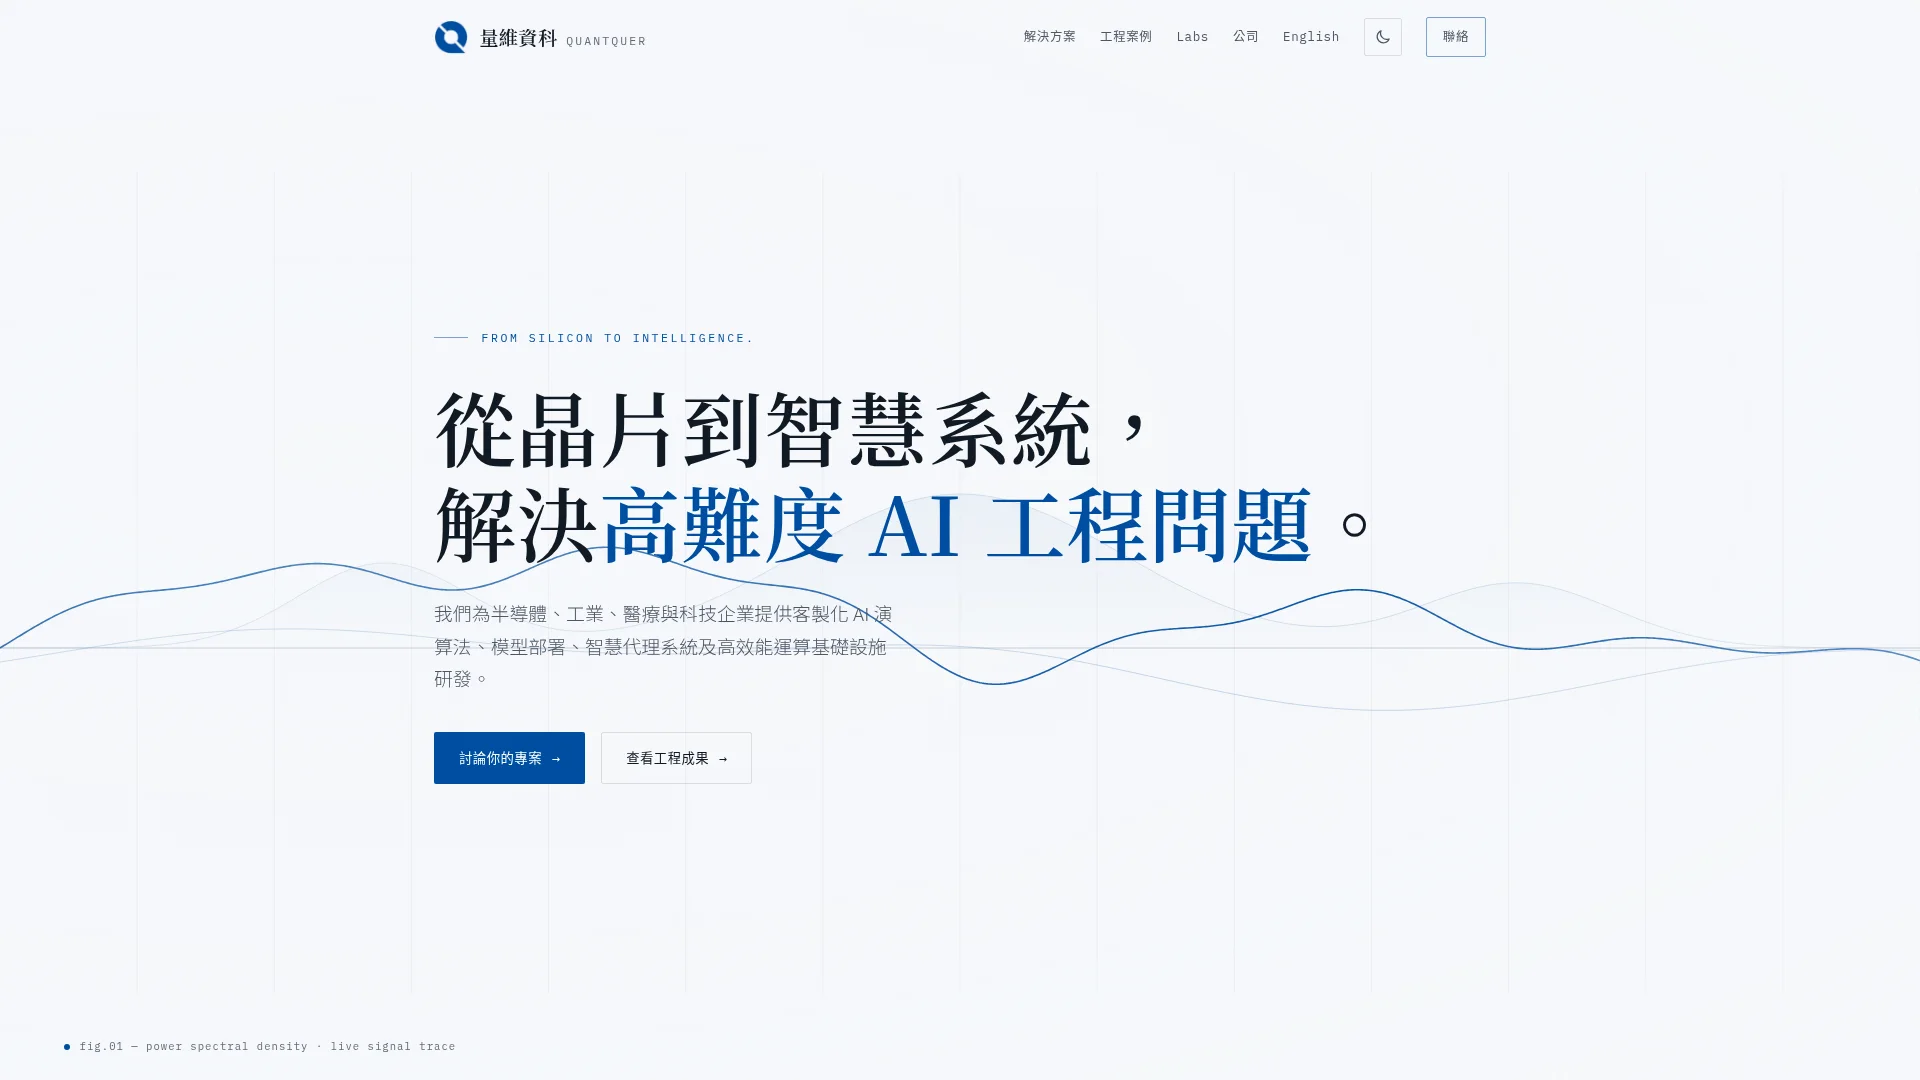 量維資科 QUANTQUER
解決方案 工程案例 Labs 公司 English 聯絡
FROM SILICON TO INTELLIGENCE.
從晶片到智慧系統，
解決高難度 AI 工程問題。
我們為半導體、工業、醫療與科技企業提供客製化 AI 演
算法、模型部署、智慧代理系統及高效能運算基礎設施
研發。
討論你的專案 → 查看工程成果 →
fig.01 — power spectral density · live signal trace